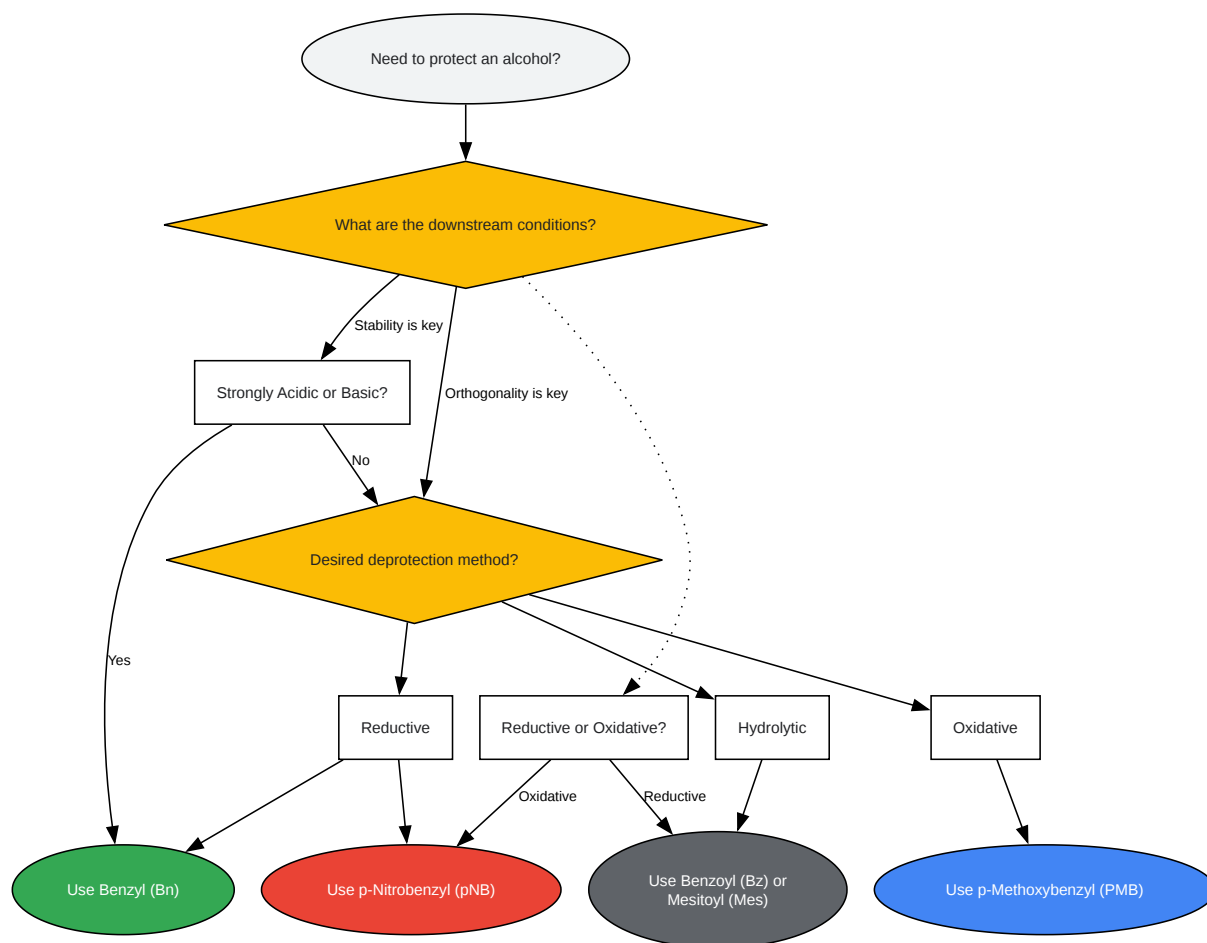 Need to protect an alcohol?
What are the downstream conditions?
Stability is key
Strongly Acidic or Basic?
Orthogonality is key
No
Desired deprotection method?
Yes
Reductive
Reductive or Oxidative?
Hydrolytic
Oxidative
Oxidative
Reductive
Use Benzyl (Bn)
Use p-Nitrobenzyl (pNB)
Use Benzoyl (Bz) or
Mesitoyl (Mes)
Use p-Methoxybenzyl (PMB)